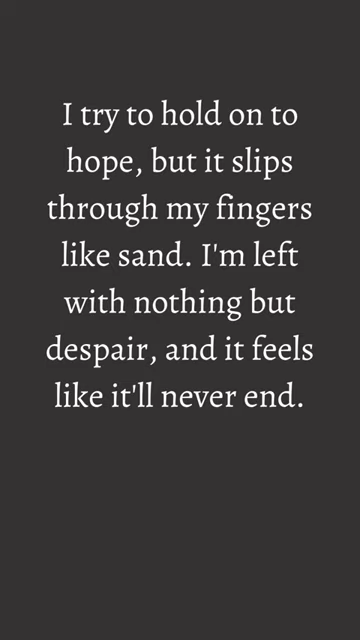 I try to hold on to
hope, but it slips
through my fingers
like sand. I'm left
with nothing but
despair, and it feels
like it'll never end.